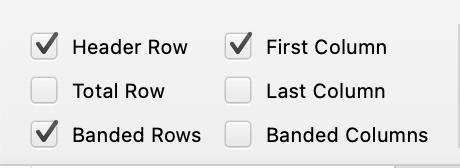 Header Row First Column
Total Row Last Column
Banded Rows Banded Columns